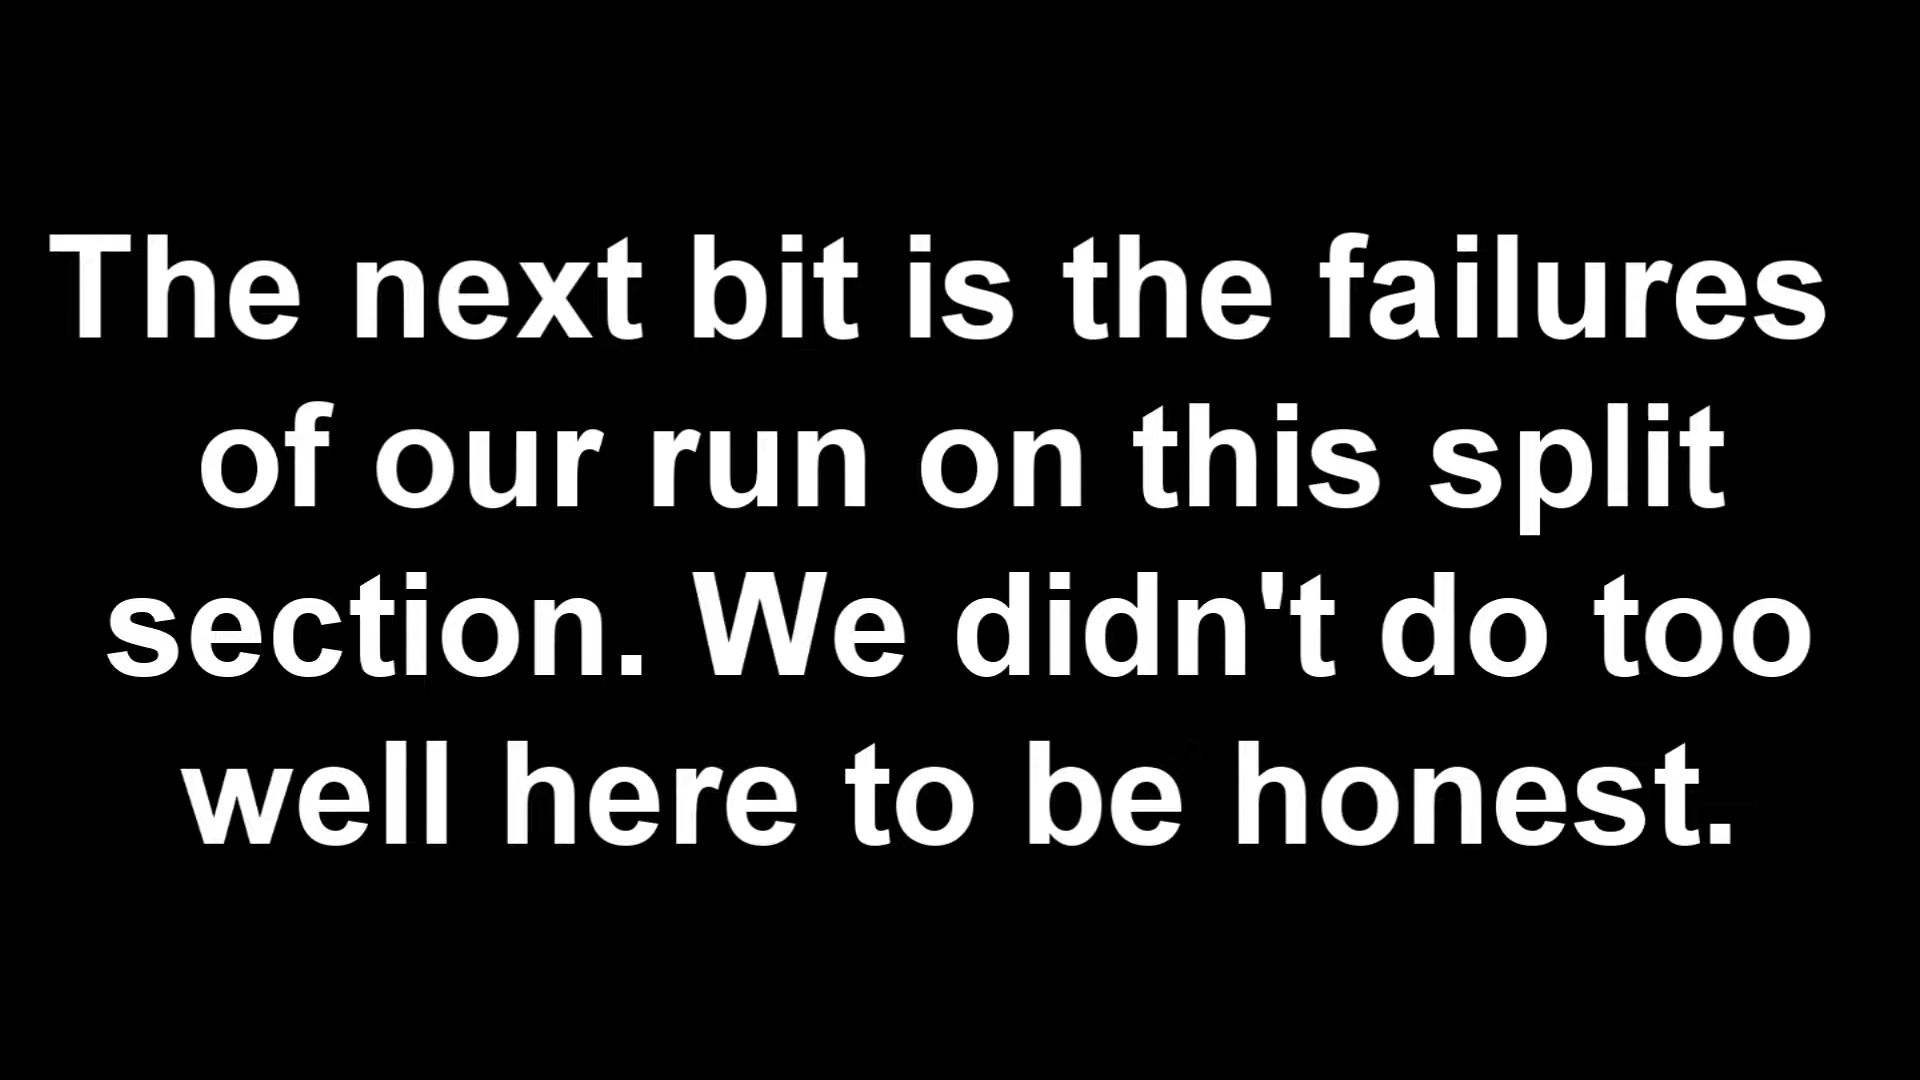 The next bit is the failures
of our run on this split
section. We didn't do too
well here to be honest.